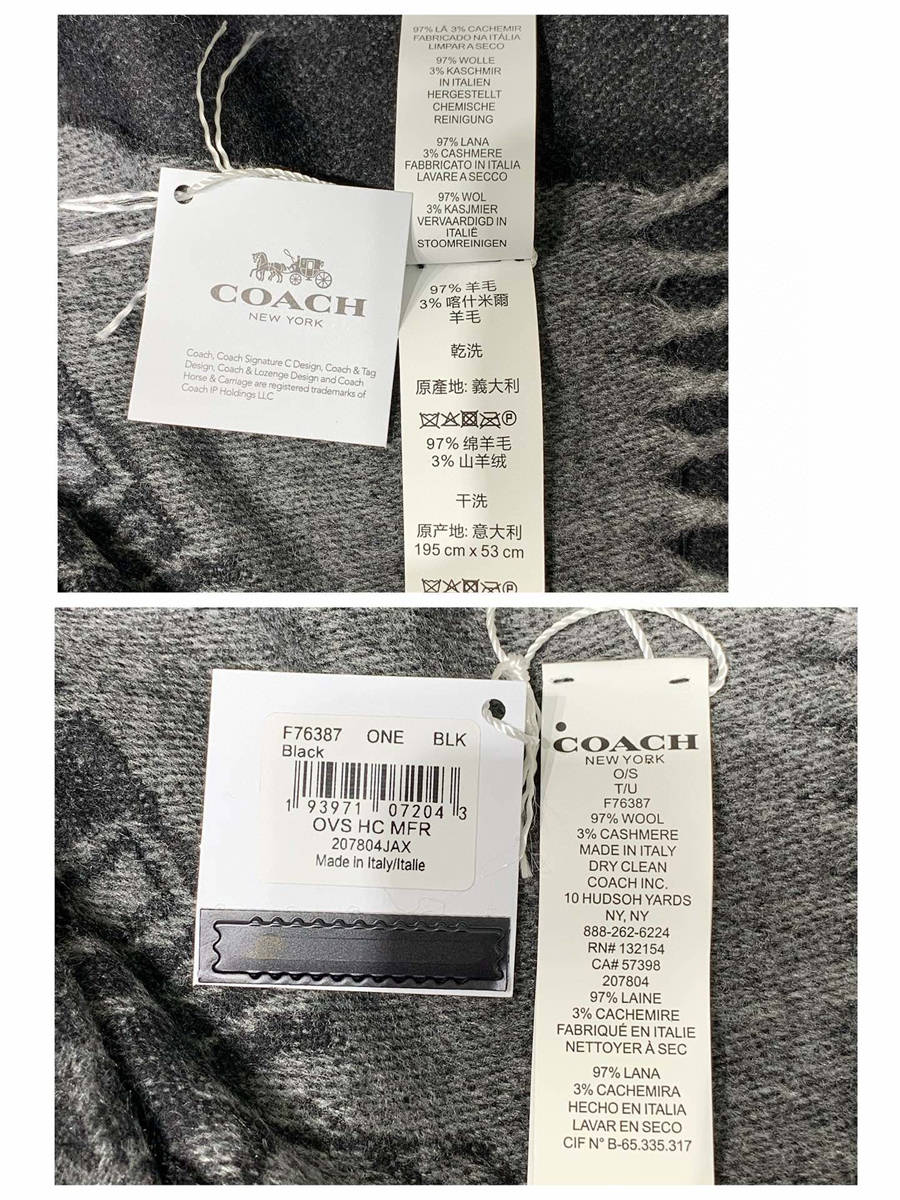 97% LÃ 3% CACHEMIR
FABRICADO NA ITÁLIA
LIMPAR A SECO
97% WOLLE
3% KASCHMIR
IN ITALIEN
HERGESTELLT
CHEMISCHE
REINIGUNG
97% LANA
3% CASHMERE
FABBRICATO IN ITALIA
LAVARE A SECCO
97% WOL
3% KASJMIER
VERVAARDIGD IN
ITALIË
STOOMREINIGEN
97% 羊毛
3% 喀什米爾
羊毛
乾洗
原產地: 義大利
P
97% 绵羊毛
3% 山羊绒
干洗
原产地: 意大利
195 cm x 53 cm
P
COACH
NEW YORK
Coach, Coach Signature C Design, Coach & Tag
Design, Coach & Lozenge Design and Coach
Horse & Carriage are registered trademarks of
Coach IP Holdings LLC
F76387 ONE BLK
Black
1 93971 07204 3
OVS HC MFR
207804JAX
Made in Italy/Italie
COACH
NEW YORK
O/S
T/U
F76387
97% WOOL
3% CASHMERE
MADE IN ITALY
DRY CLEAN
COACH INC.
10 HUDSOH YARDS
NY, NY
888-262-6224
RN# 132154
CA# 57398
207804
97% LAINE
3% CACHEMIRE
FABRIQUÉ EN ITALIE
NETTOYER À SEC
97% LANA
3% CACHEMIRA
HECHO EN ITALIA
LAVAR EN SECO
CIF N° B-65.335.317